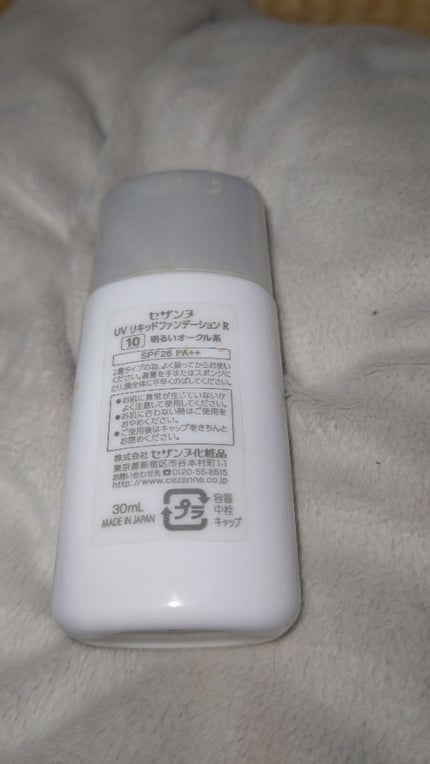 セザンヌ
UV リキッドファンデーション R
10 明るいオークル系
SPF26 PA++
2層タイプの為、よく振ってからお使い
ください。適量を手またはスポンジに
とり、顔全体に手早くのばしてください。
●お肌に異常が生じていないか
よく注意して使用してください。
●お肌に合わない時はご使用を
おやめください。
●ご使用後はキャップをきちんと
お閉めください。
株式会社 セザンヌ化粧品
東京都新宿区市谷本村町1-1
お問い合わせ先 ☎0120-55-8515
http://www.cezanne.co.jp
30mL
MADE IN JAPAN
プラ
容器
中栓
キャップ